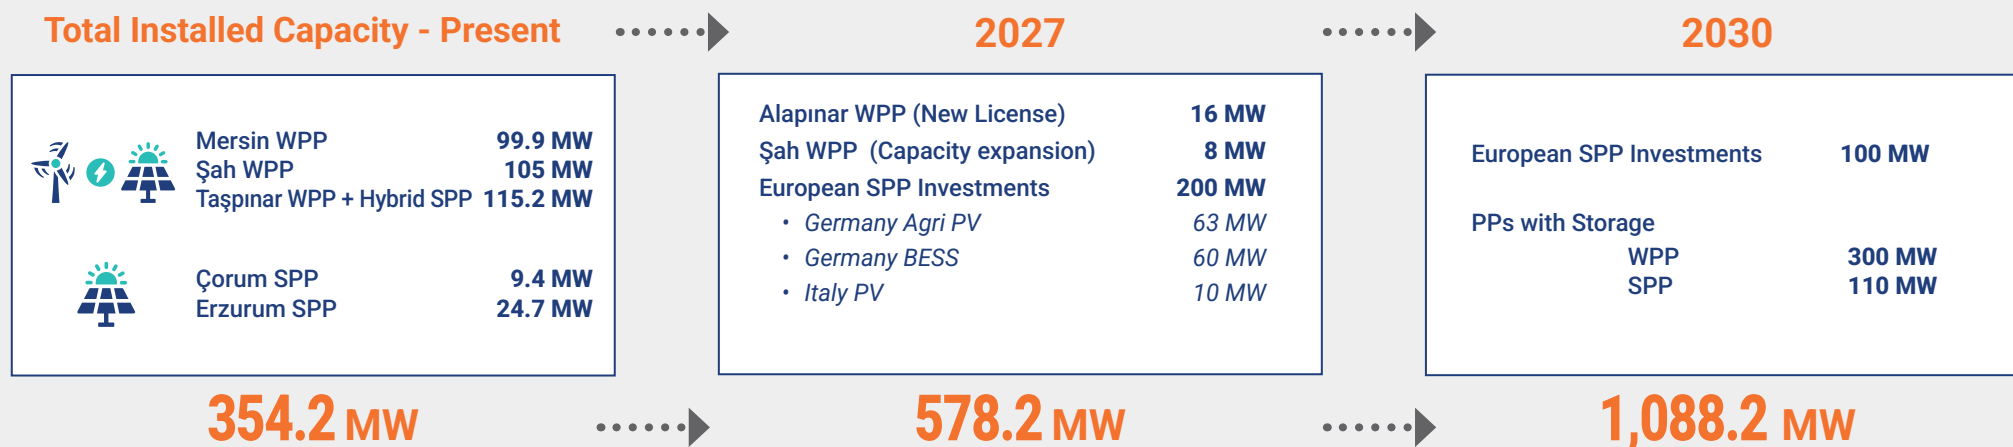 Total Installed Capacity - Present
2027
2030
Mersin WPP 99.9 MW
Şah WPP 105 MW
Taşpınar WPP + Hybrid SPP 115.2 MW
Çorum SPP 9.4 MW
Erzurum SPP 24.7 MW
Alapınar WPP (New License) 16 MW
Şah WPP (Capacity expansion) 8 MW
European SPP Investments 200 MW
• Germany Agri PV 63 MW
• Germany BESS 60 MW
• Italy PV 10 MW
European SPP Investments 100 MW
PPs with Storage
WPP 300 MW
SPP 110 MW
354.2 MW
578.2 MW
1,088.2 MW